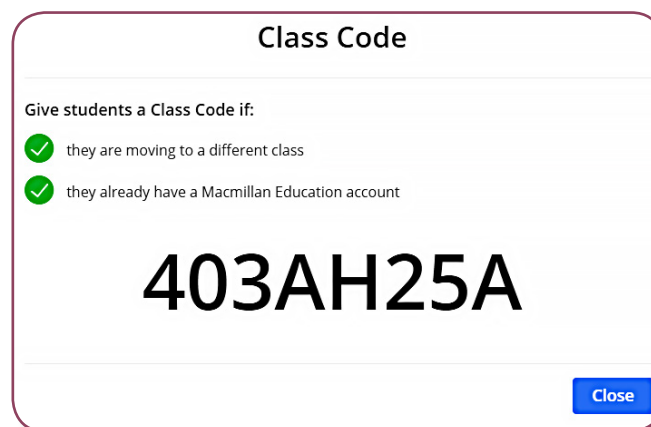 Class Code
Give students a Class Code if:
they are moving to a different class
they already have a Macmillan Education account
403AH25A
Close